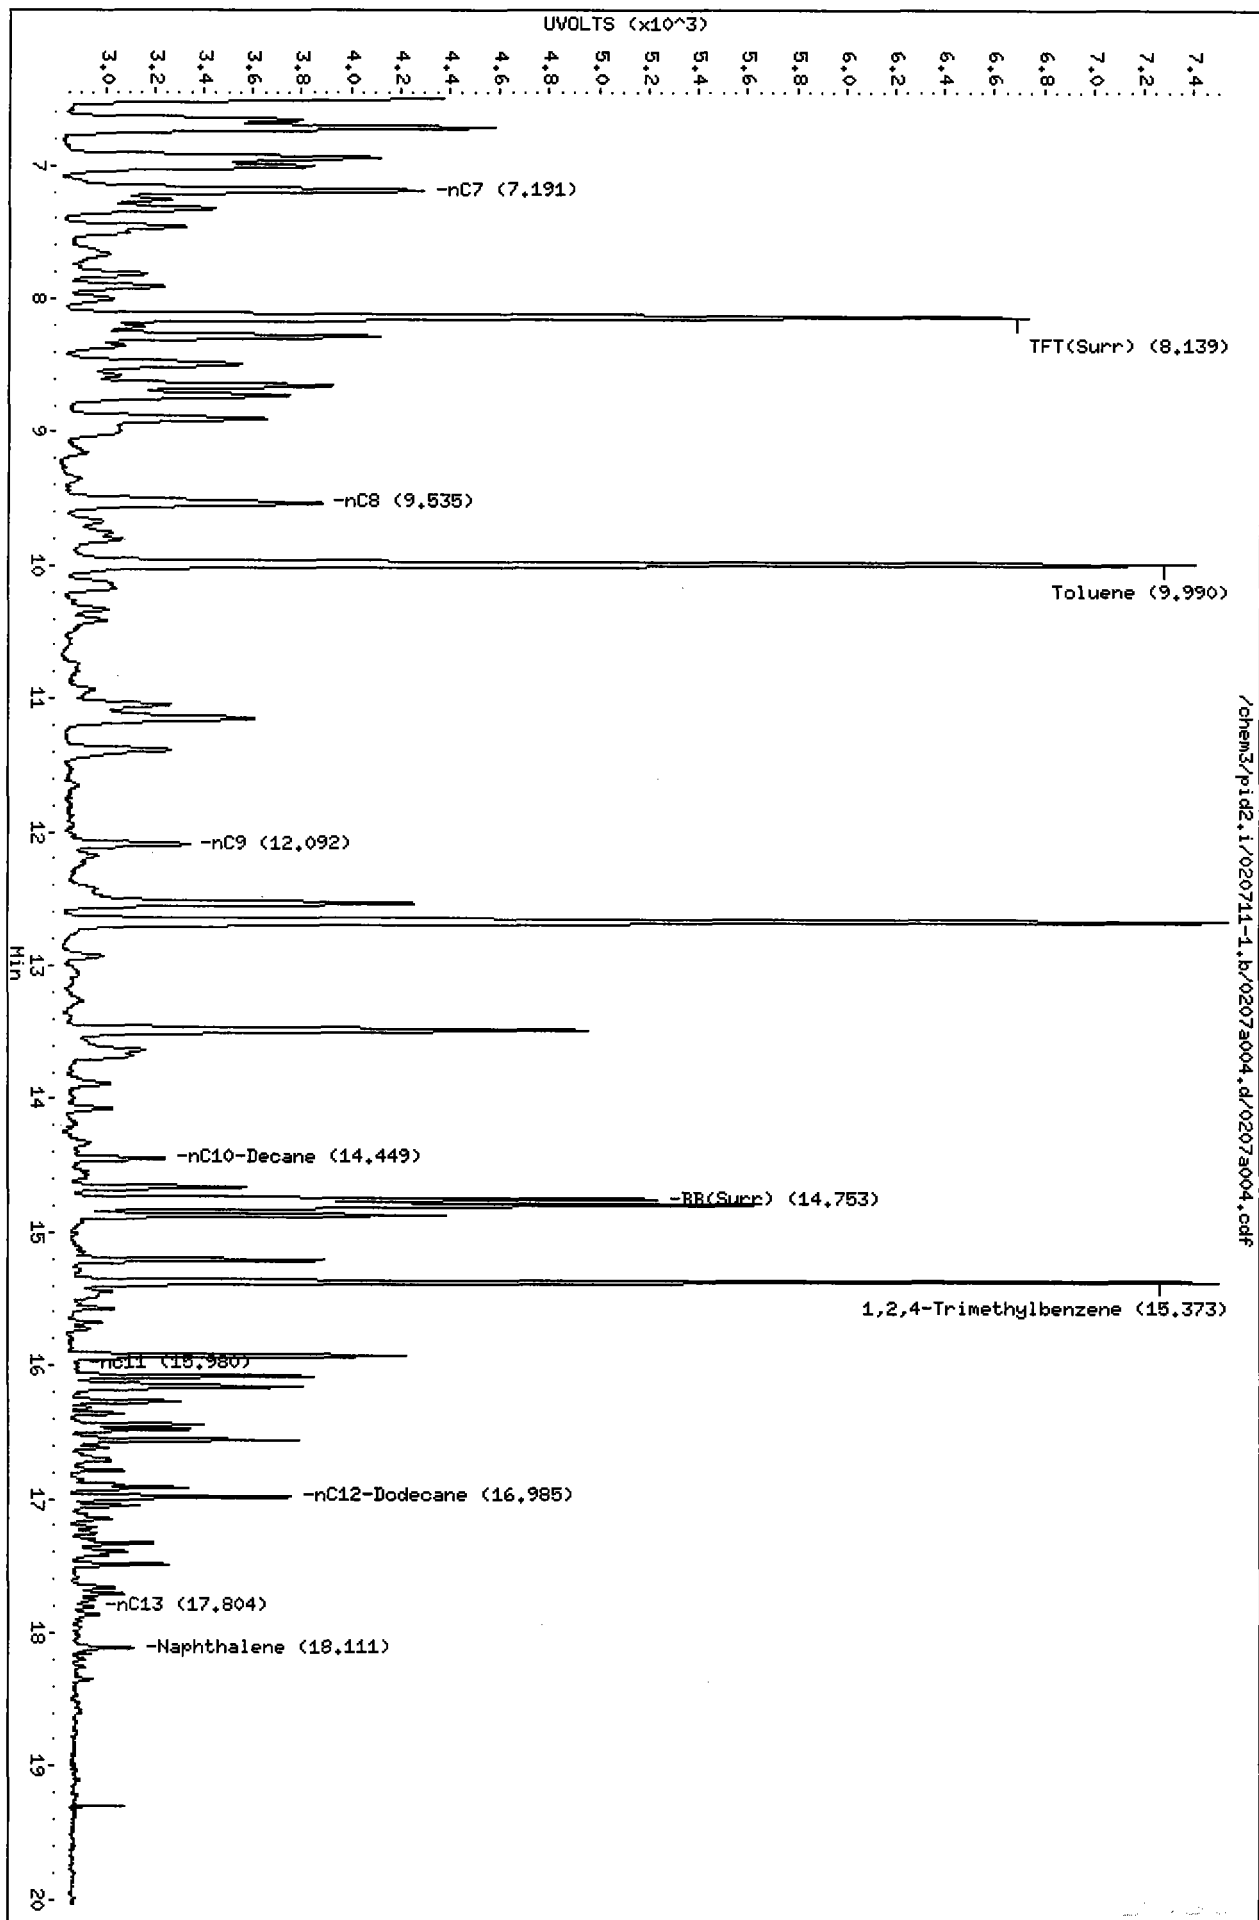 UVOLTS (x10^3)
3.0
3.2
3.4
3.6
3.8
4.0
4.2
4.4
4.6
4.8
5.0
5.2
5.4
5.6
5.8
6.0
6.2
6.4
6.6
6.8
7.0
7.2
7.4
/chem3/pid2.i/020711-1.b/0207a004.d/0207a004.cdf
7
8
9
10
11
12
13
14
15
16
17
18
19
20
Min
-nC7 (7.191)
TFT(Surr) (8.139)
-nC8 (9.535)
Toluene (9.990)
-nC9 (12.092)
-nC10-Decane (14.449)
-BB(Surr) (14.753)
1,2,4-Trimethylbenzene (15.373)
-nC11 (15.980)
-nC12-Dodecane (16.985)
-nC13 (17.804)
-Naphthalene (18.111)